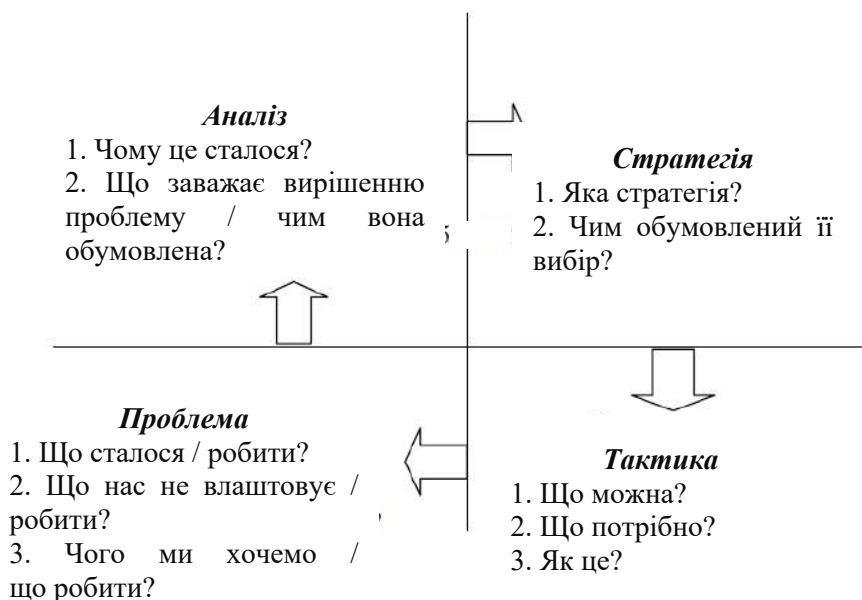 Аналіз
1. Чому це сталося?
2. Що заважає вирішенню
проблему / чим вона
обумовлена?
Стратегія
1. Яка стратегія?
2. Чим обумовлений її
вибір?
Проблема
1. Що сталося / робити?
2. Що нас не влаштовує /
робити?
3. Чого ми хочемо /
що робити?
Тактика
1. Що можна?
2. Що потрібно?
3. Як це?